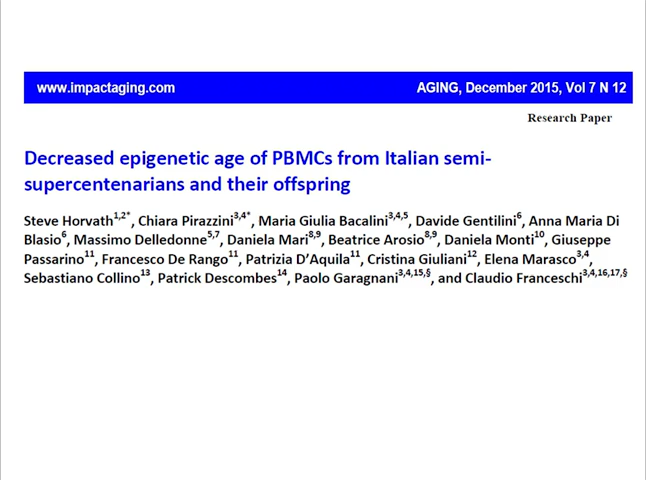 www.impactaging.com AGING, December 2015, Vol 7 N 12
Research Paper
Decreased epigenetic age of PBMCs from Italian semi-
supercentenarians and their offspring
Steve Horvath1,2*, Chiara Pirazzini3,4*, Maria Giulia Bacalini3,4,5, Davide Gentilini6, Anna Maria Di
Blasio6, Massimo Delledonne5,7, Daniela Mari8,9, Beatrice Arosio8,9, Daniela Monti10, Giuseppe
Passarino11, Francesco De Rango11, Patrizia D’Aquila11, Cristina Giuliani12, Elena Marasco3,4,
Sebastiano Collino13, Patrick Descombes14, Paolo Garagnani3,4,15,§, and Claudio Franceschi3,4,16,17,§